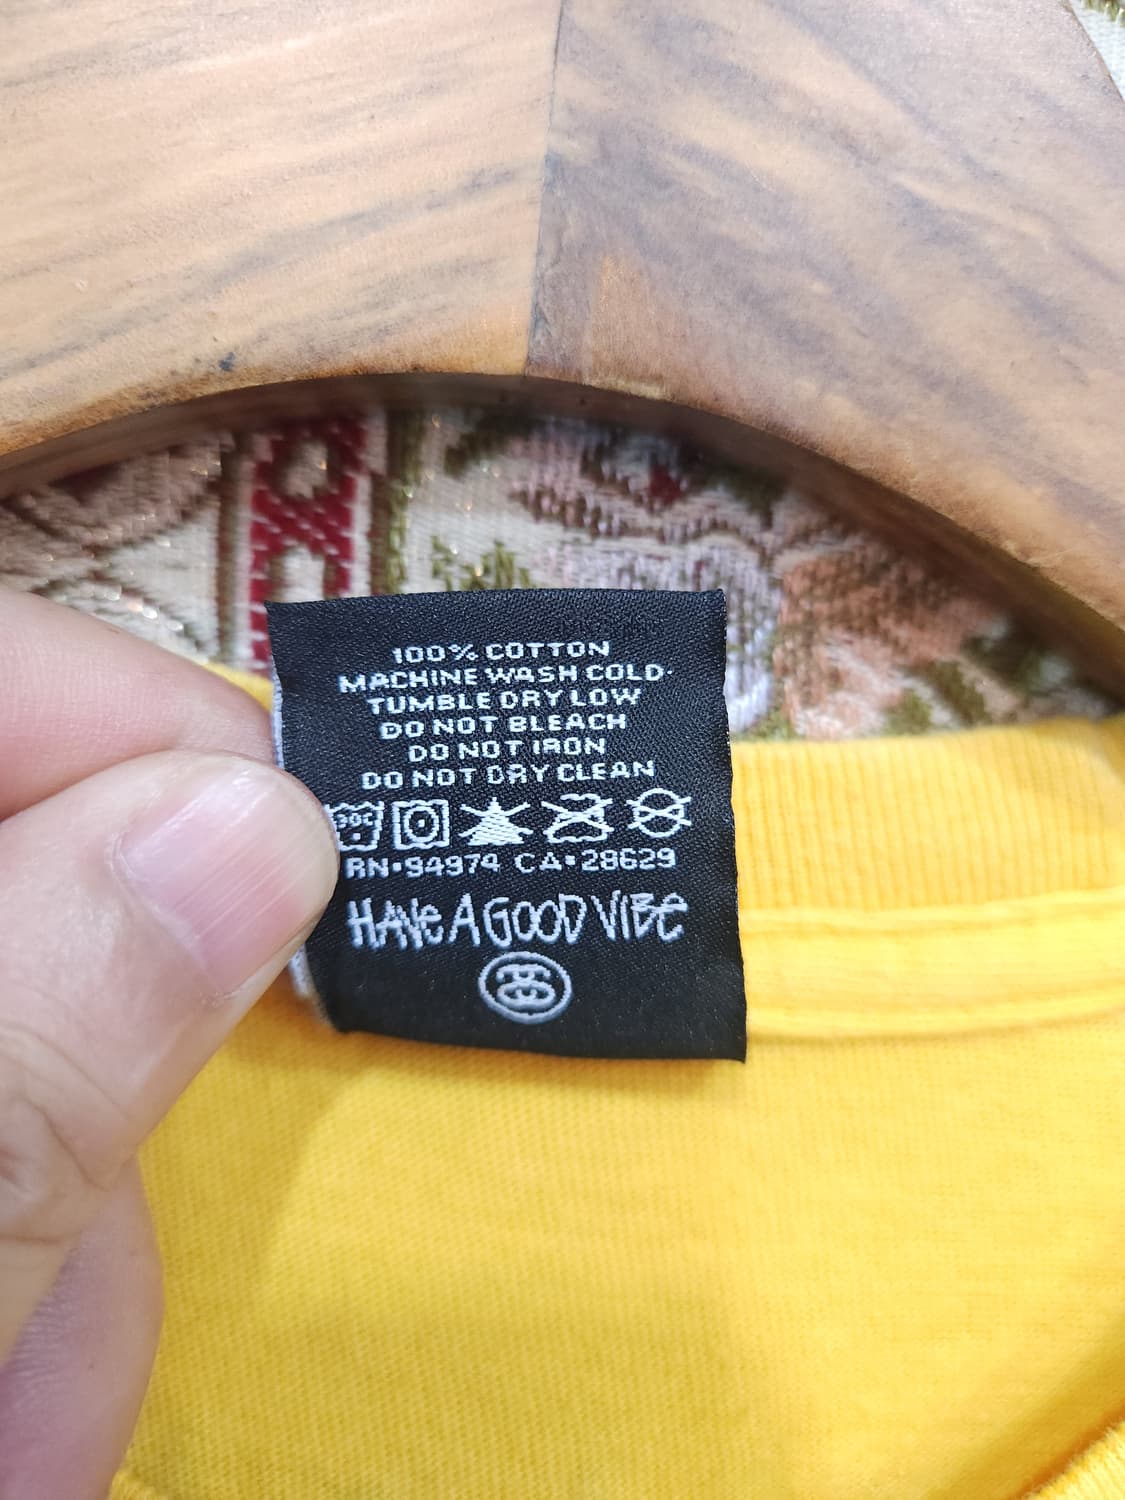 100% COTTON
MACHINE WASH COLD·
TUMBLE DRY LOW
DO NOT BLEACH
DO NOT IRON
DO NOT DRY CLEAN
30C
RN·94974 CA·28629
HAVE A GOOD VIBE